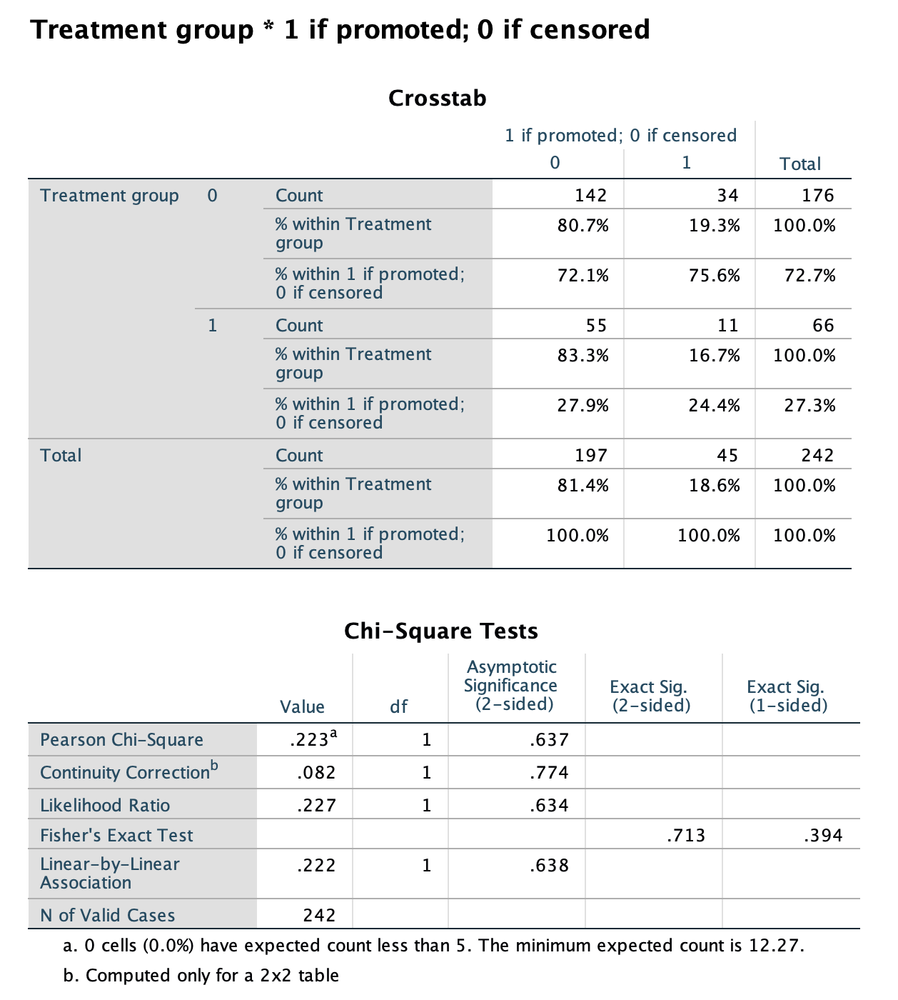 Treatment group * 1 if promoted; 0 if censored
Crosstab
1 if promoted; 0 if censored
0 1 Total
Treatment group 0 Count 142 34 176
% within Treatment group 80.7% 19.3% 100.0%
% within 1 if promoted; 0 if censored 72.1% 75.6% 72.7%
1 Count 55 11 66
% within Treatment group 83.3% 16.7% 100.0%
% within 1 if promoted; 0 if censored 27.9% 24.4% 27.3%
Total Count 197 45 242
% within Treatment group 81.4% 18.6% 100.0%
% within 1 if promoted; 0 if censored 100.0% 100.0% 100.0%
Chi-Square Tests
Value df Asymptotic Significance (2-sided) Exact Sig. (2-sided) Exact Sig. (1-sided)
Pearson Chi-Square .223a 1 .637
Continuity Correctionb .082 1 .774
Likelihood Ratio .227 1 .634
Fisher's Exact Test .713 .394
Linear-by-Linear Association .222 1 .638
N of Valid Cases 242
a. 0 cells (0.0%) have expected count less than 5. The minimum expected count is 12.27.
b. Computed only for a 2x2 table